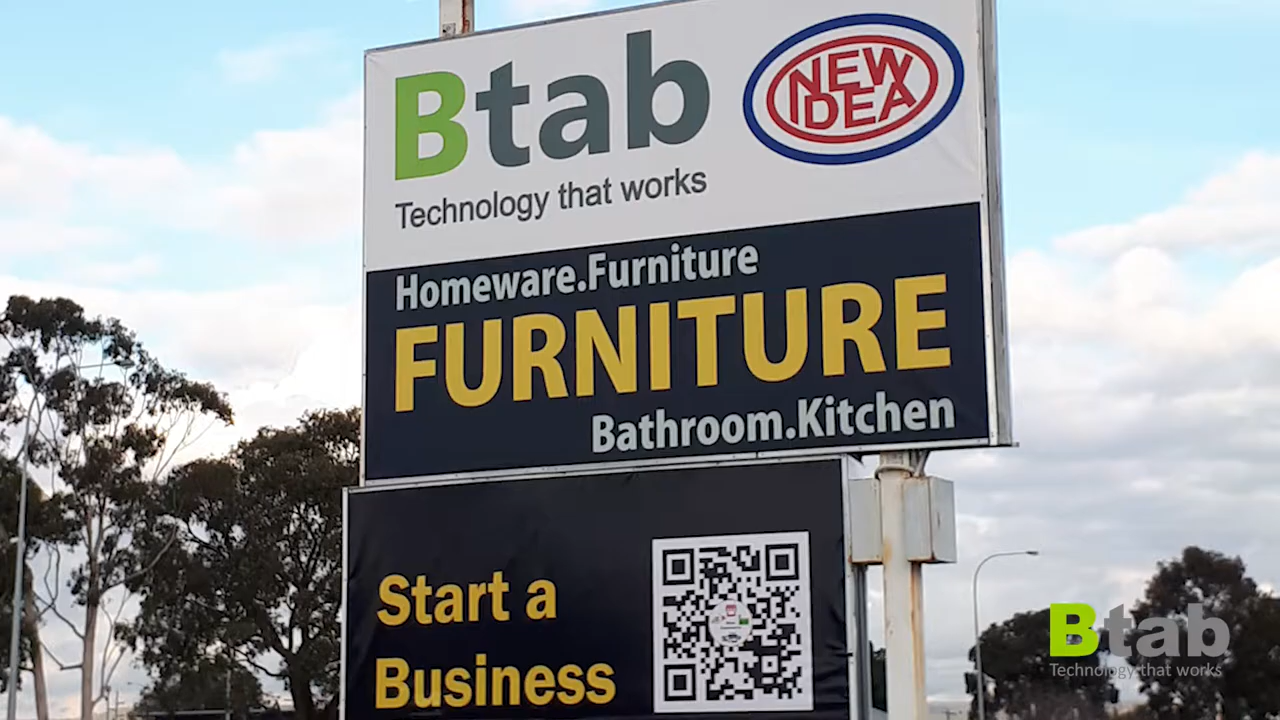 Btab
NEW
IDEA
Technology that works
Homeware.Furniture
FURNITURE
Bathroom.Kitchen
Start a
Business
Btab
Technology that works